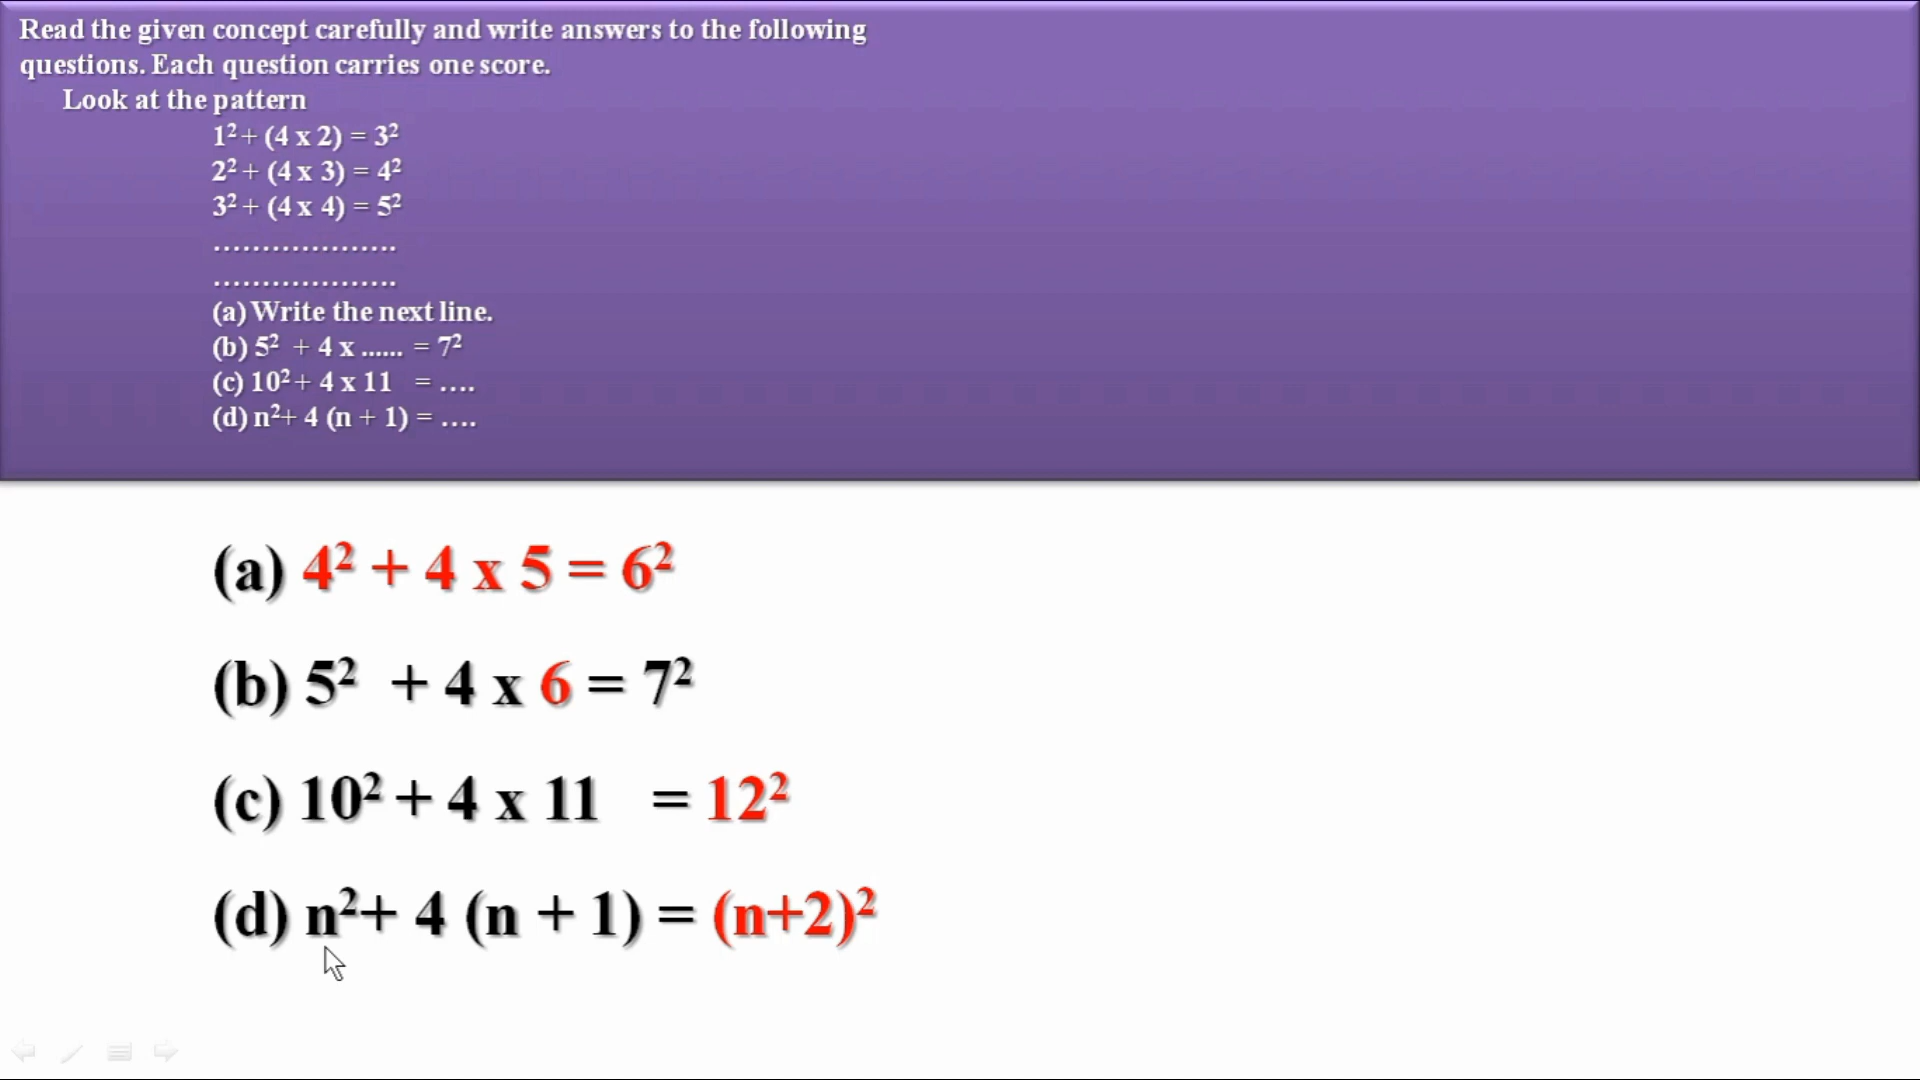 Read the given concept carefully and write answers to the following
questions. Each question carries one score.
Look at the pattern
1² + (4 x 2) = 3²
2² + (4 x 3) = 4²
3² + (4 x 4) = 5²
...................
...................
(a) Write the next line.
(b) 5² + 4 x ...... = 7²
(c) 10² + 4 x 11 = ....
(d) n²+ 4 (n + 1) = ....
(a) 4² + 4 x 5 = 6²
(b) 5² + 4 x 6 = 7²
(c) 10² + 4 x 11 = 12²
(d) n²+ 4 (n + 1) = (n+2)²